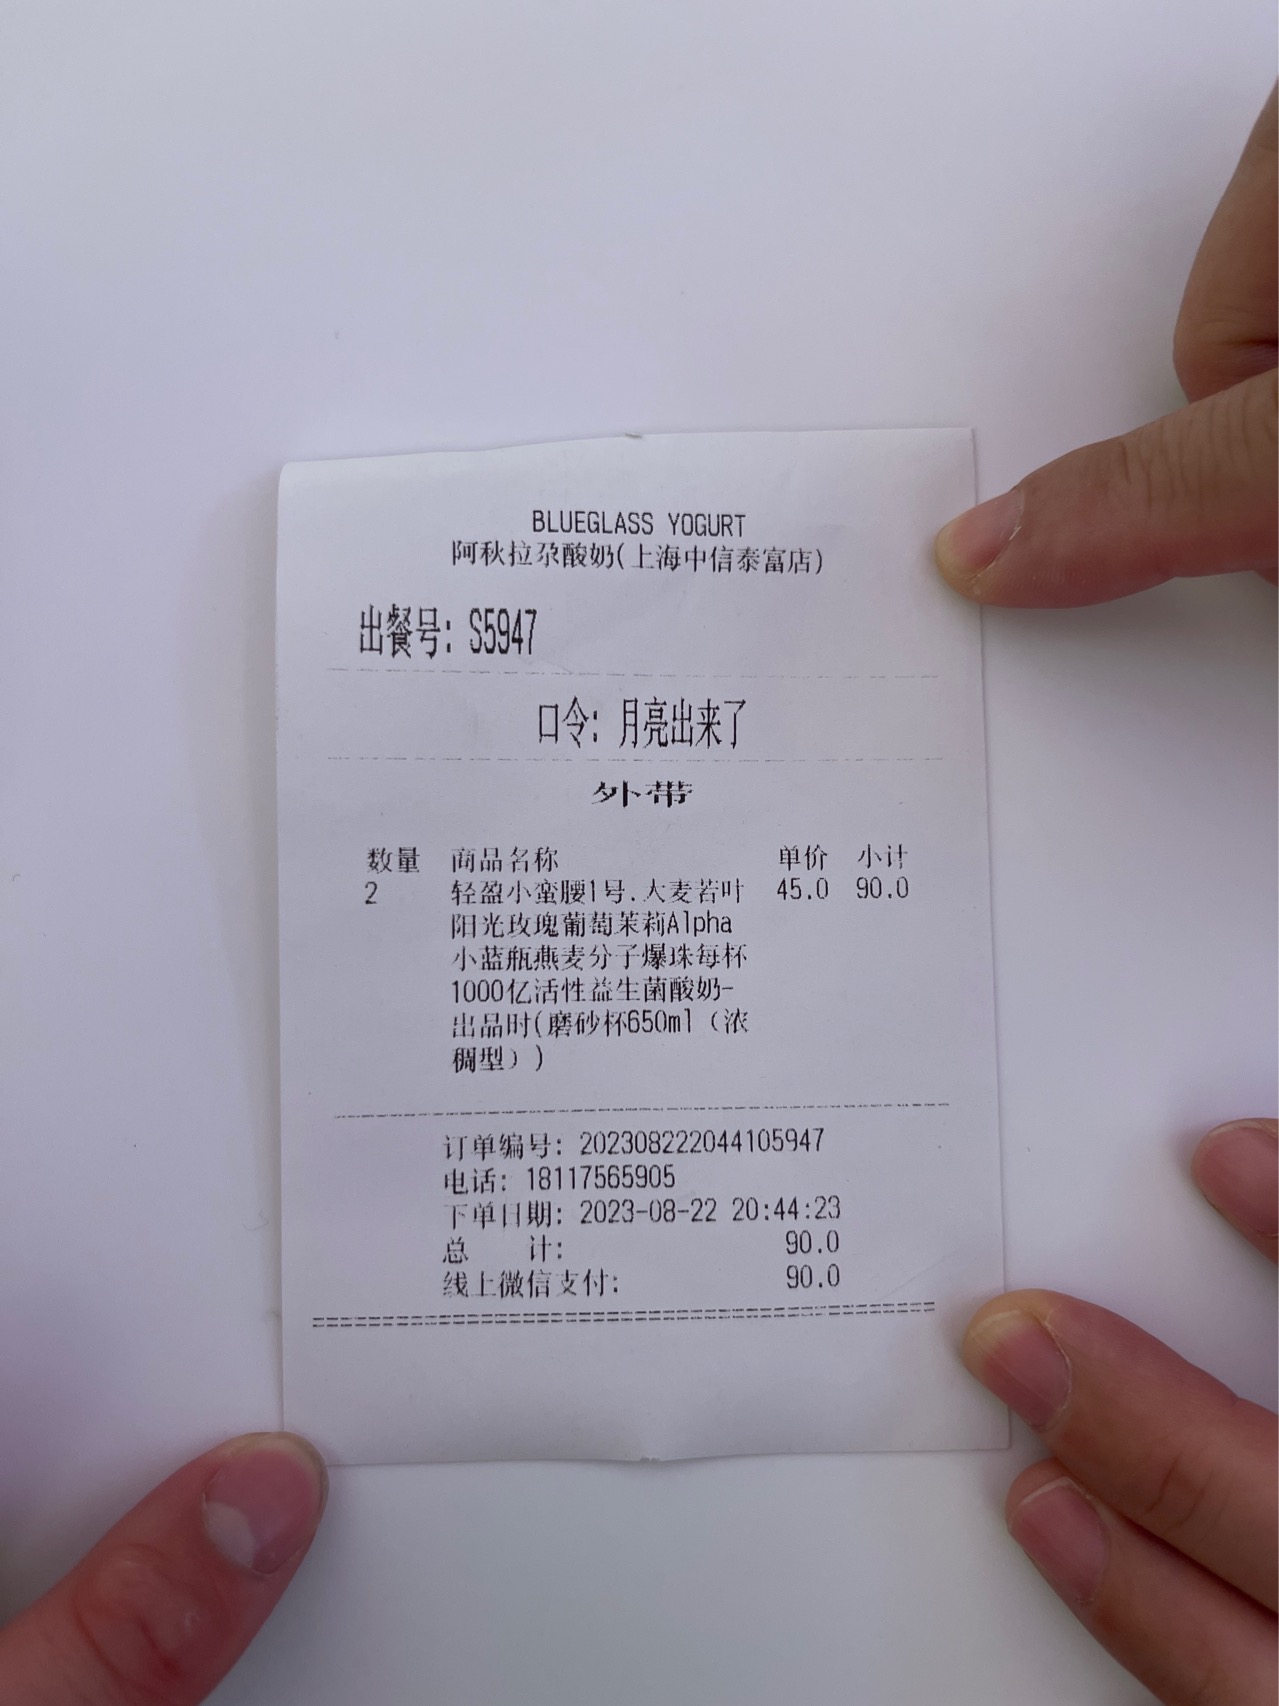 BLUEGLASS YOGURT
阿秋拉尕酸奶(上海中信泰富店)
出餐号: S5947
口令: 月亮出来了
外带
数量 商品名称 单价 小计
2 轻盈小蛮腰1号.大麦若叶 45.0 90.0
阳光玫瑰葡萄茉莉Alpha
小蓝瓶燕麦分子爆珠每杯
1000亿活性益生菌酸奶-
出品时(磨砂杯650ml（浓
稠型）)
订单编号: 202308222044105947
电话: 18117565905
下单日期: 2023-08-22 20:44:23
总 计: 90.0
线上微信支付: 90.0